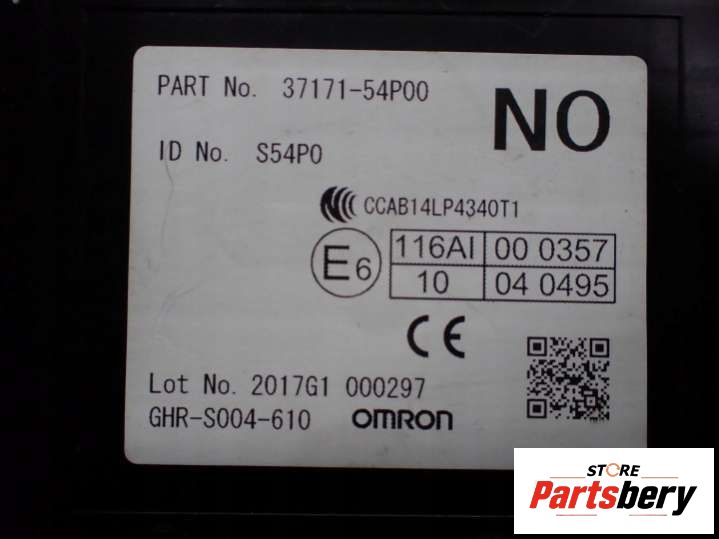 PART No. 37171-54P00
NO
ID No. S54P0
CCAB14LP4340T1
E6
116AI 00 0357
10 04 0495
CE
Lot No. 2017G1 000297
GHR-S004-610 OMRON
STORE
Partsbery